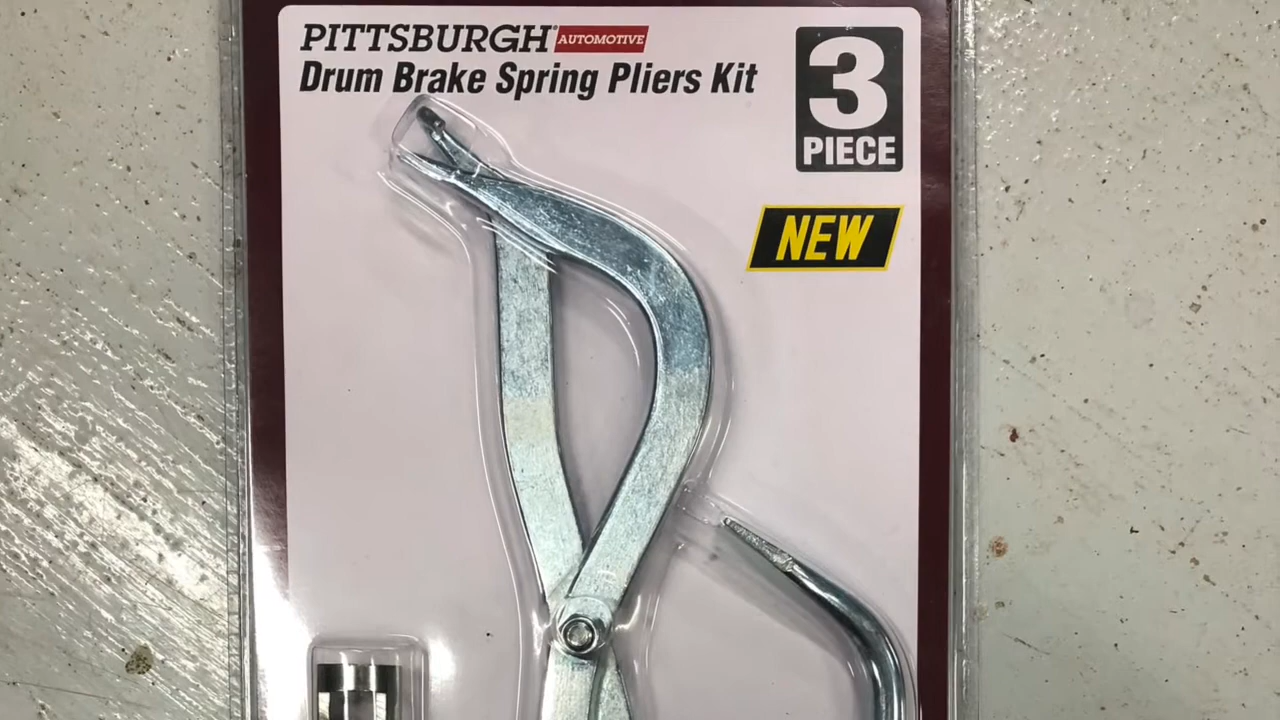 PITTSBURGH® AUTOMOTIVE
Drum Brake Spring Pliers Kit
3
PIECE
NEW